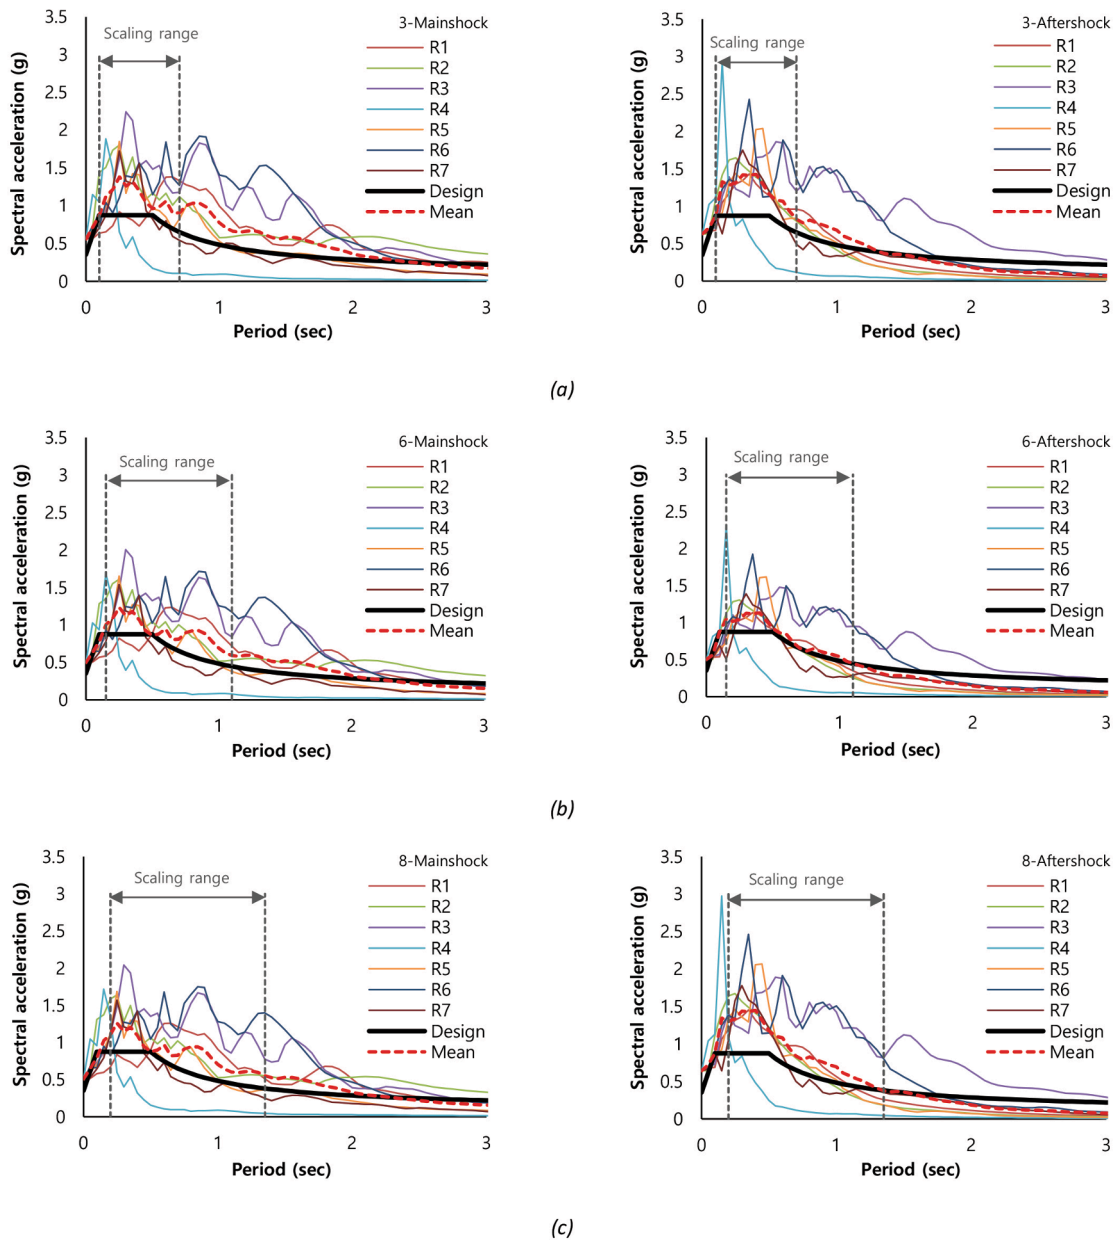 3-Mainshock
Scaling range
3.5
3
2.5
2
1.5
1
0.5
0
Spectral acceleration (g)
R1
R2
R3
R4
R5
R6
R7
Design
Mean
0 1 2 3
Period (sec)
3-Aftershock
Scaling range
3.5
3
2.5
2
1.5
1
0.5
0
Spectral acceleration (g)
R1
R2
R3
R4
R5
R6
R7
Design
Mean
0 1 2 3
Period (sec)
(a)
6-Mainshock
Scaling range
3.5
3
2.5
2
1.5
1
0.5
0
Spectral acceleration (g)
R1
R2
R3
R4
R5
R6
R7
Design
Mean
0 1 2 3
Period (sec)
6-Aftershock
Scaling range
3.5
3
2.5
2
1.5
1
0.5
0
Spectral acceleration (g)
R1
R2
R3
R4
R5
R6
R7
Design
Mean
0 1 2 3
Period (sec)
(b)
8-Mainshock
Scaling range
3.5
3
2.5
2
1.5
1
0.5
0
Spectral acceleration (g)
R1
R2
R3
R4
R5
R6
R7
Design
Mean
0 1 2 3
Period (sec)
8-Aftershock
Scaling range
3.5
3
2.5
2
1.5
1
0.5
0
Spectral acceleration (g)
R1
R2
R3
R4
R5
R6
R7
Design
Mean
0 1 2 3
Period (sec)
(c)